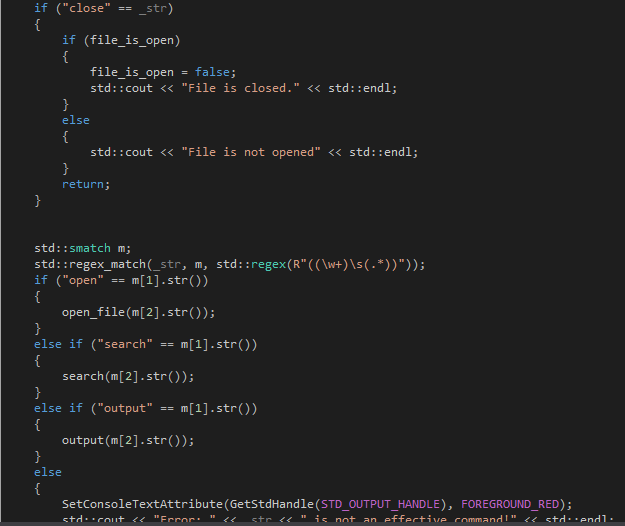 if ("close" == _str)
{
if (file_is_open)
{
file_is_open = false;
std::cout << "File is closed." << std::endl;
}
else
{
std::cout << "File is not opened" << std::endl;
}
return;
}
std::smatch m;
std::regex_match(_str, m, std::regex(R"((\w+)\s(.*))"));
if ("open" == m[1].str())
{
open_file(m[2].str());
}
else if ("search" == m[1].str())
{
search(m[2].str());
}
else if ("output" == m[1].str())
{
output(m[2].str());
}
else
{
SetConsoleTextAttribute(GetStdHandle(STD_OUTPUT_HANDLE), FOREGROUND_RED);
std::cout << "Error: " << _str << " is not an effective command!" << std::endl;